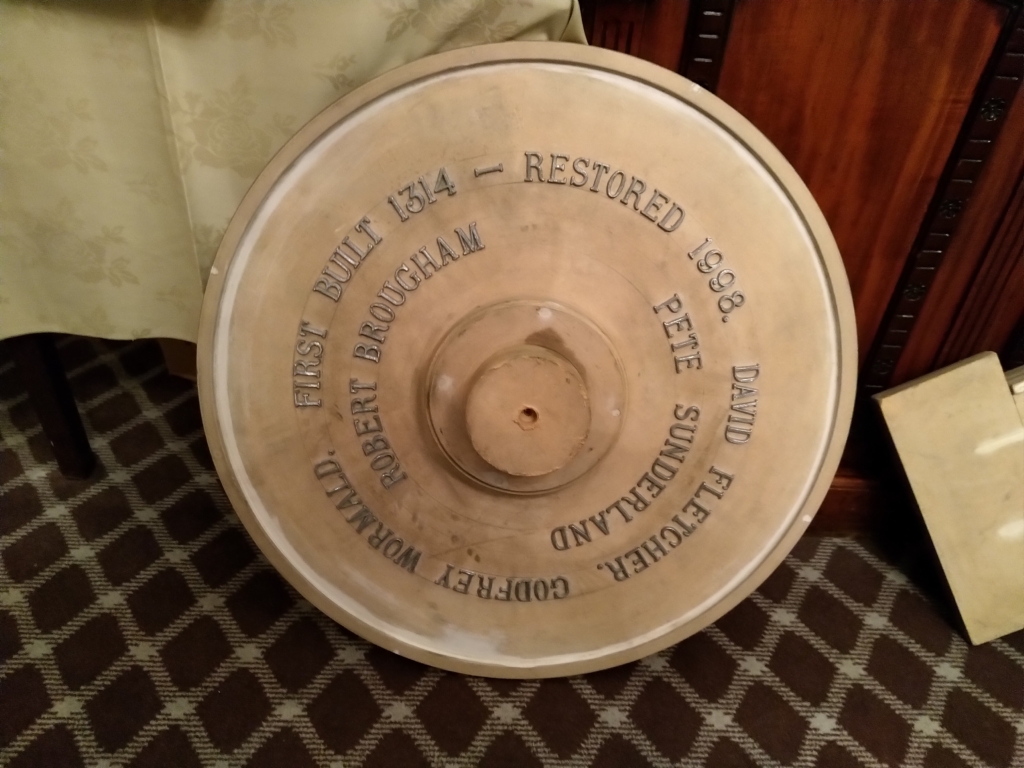 FIRST BUILT 1314 – RESTORED 1998. DAVID FLETCHER, GODFREY WORMALD.
ROBERT BROUGHAM PETE SUNDERLAND